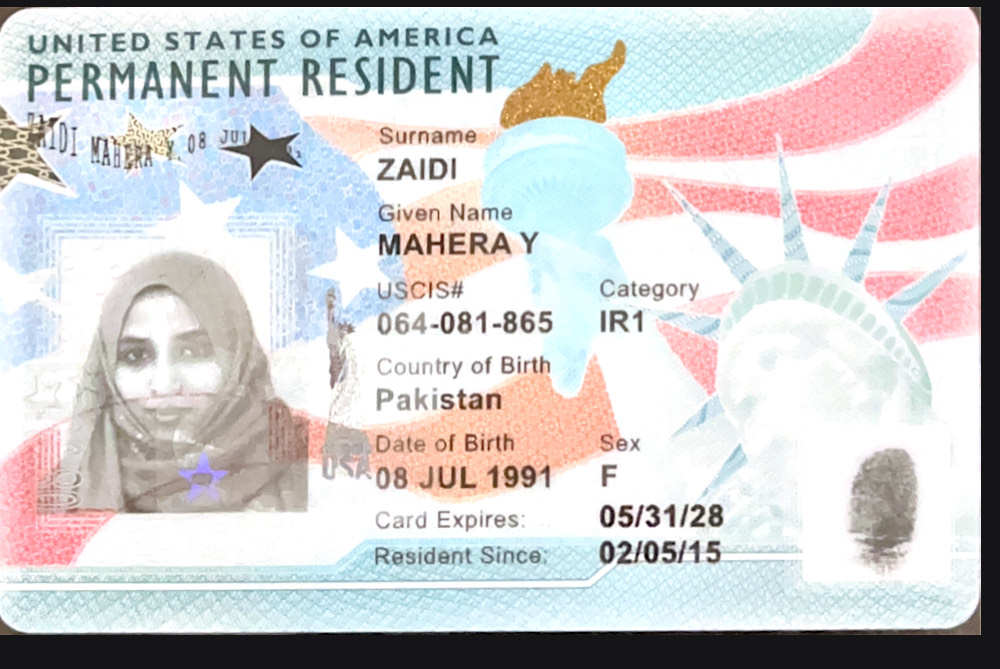 UNITED STATES OF AMERICA
PERMANENT RESIDENT
ZAIDI MAHERA Y 08 JUL
Surname
ZAIDI
Given Name
MAHERA Y
USCIS# Category
064-081-865 IR1
Country of Birth
Pakistan
Date of Birth Sex
08 JUL 1991 F
USA
Card Expires: 05/31/28
Resident Since: 02/05/15